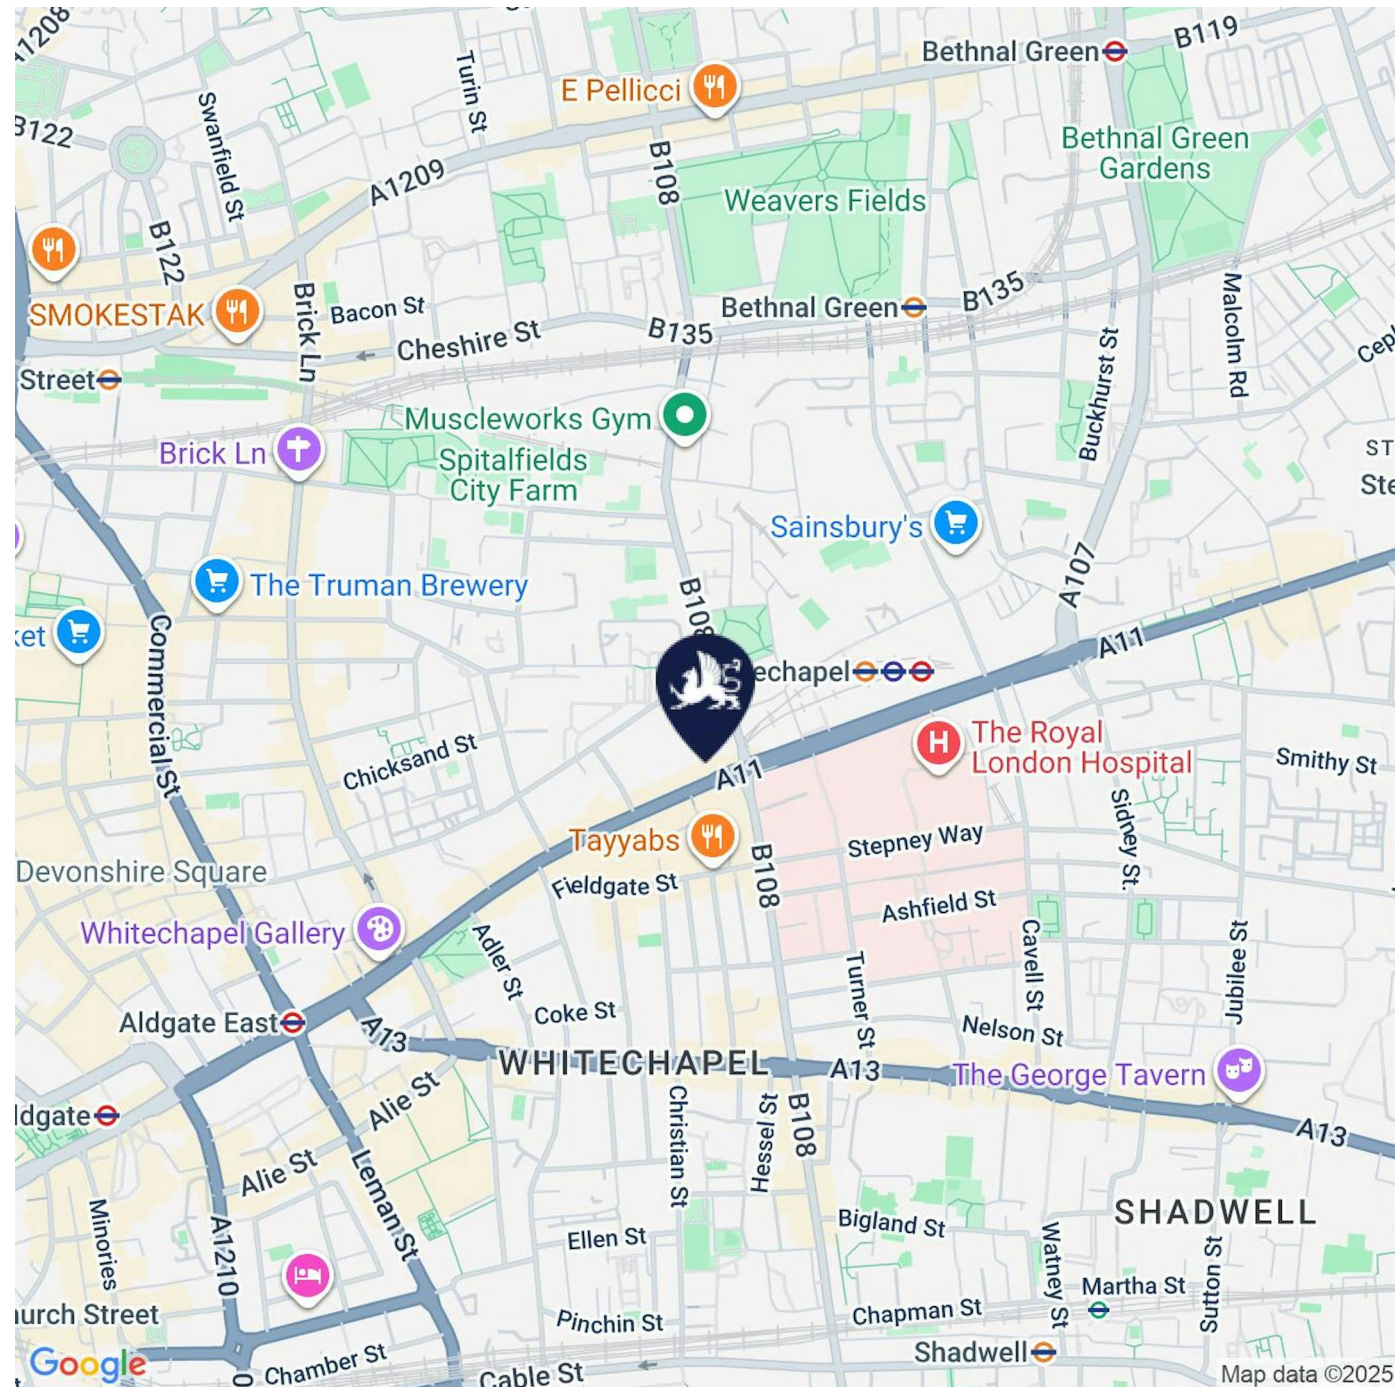 A1208
B122
Swanfield St
Turin St
E Pellicci
Bethnal Green
B119
Bethnal Green
Gardens
A1209
B108
Weavers Fields
B122
SMOKESTAK
Brick Ln
Bacon St
Cheshire St
B135
Bethnal Green
B135
Malcolm Rd
Buckhurst St
Street
Muscleworks Gym
Brick Ln
Spitalfields
City Farm
Sainsbury's
ST
Ste
Cep
The Truman Brewery
B108
A107
ket
Commercial St
echapel
A11
The Royal
London Hospital
Smithy St
Chicksand St
A11
Sidney St.
Tayyabs
Stepney Way
Devonshire Square
Fieldgate St
B108
Ashfield St
Whitechapel Gallery
Adler St
Cavell St
Jubilee St
Turner St
Aldgate East
A13
Coke St
Nelson St
WHITECHAPEL
A13
The George Tavern
ldgate
Alie St
Christian St
Hessel St
B108
A13
Alie St
Leman St
Minories
A1210
Ellen St
Bigland St
SHADWELL
Watney St
Sutton St
Martha St
urch Street
Pinchin St
Chapman St
Google
Chamber St
Cable St
Shadwell
Map data ©2025